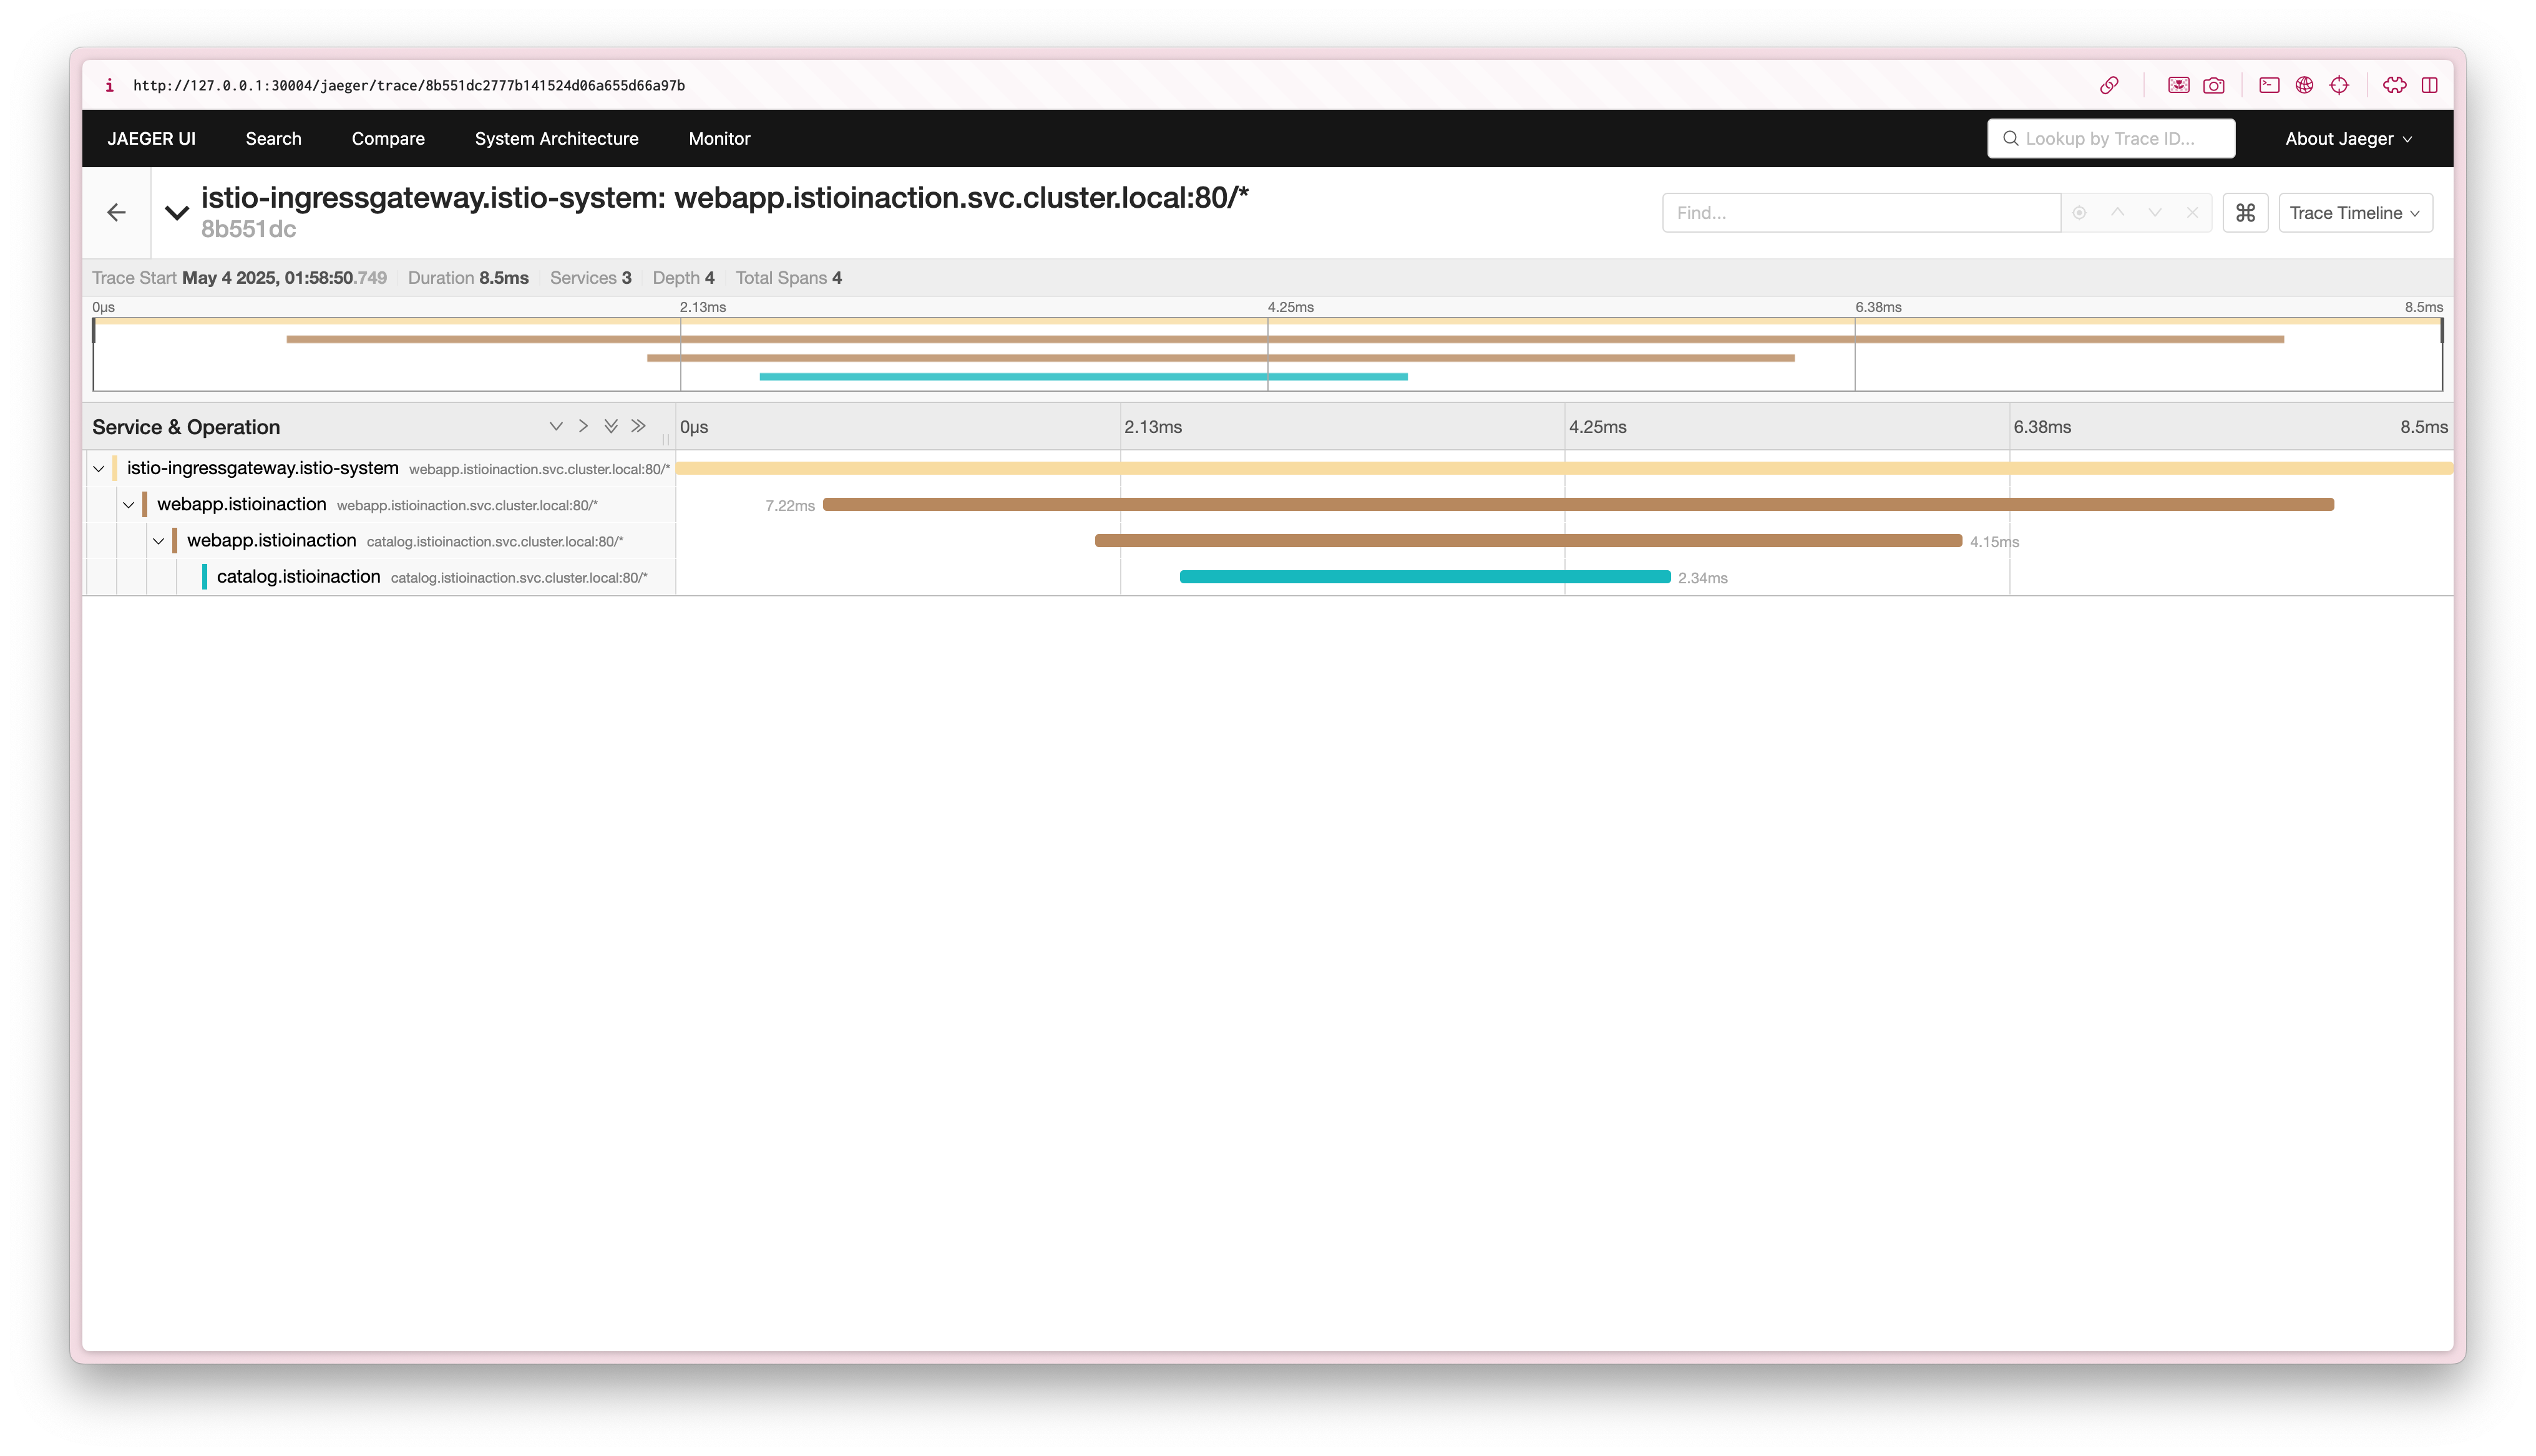 i http://127.0.0.1:30004/jaeger/trace/8b551dc2777b141524d06a655d66a97b
JAEGER UI Search Compare System Architecture Monitor Lookup by Trace ID... About Jaeger
istio-ingressgateway.istio-system: webapp.istioinaction.svc.cluster.local:80/*
8b551dc
Find... ⌘ Trace Timeline
Trace Start May 4 2025, 01:58:50.749 Duration 8.5ms Services 3 Depth 4 Total Spans 4
0μs 2.13ms 4.25ms 6.38ms 8.5ms
Service & Operation 0μs 2.13ms 4.25ms 6.38ms 8.5ms
istio-ingressgateway.istio-system webapp.istioinaction.svc.cluster.local:80/*
webapp.istioinaction webapp.istioinaction.svc.cluster.local:80/* 7.22ms
webapp.istioinaction catalog.istioinaction.svc.cluster.local:80/* 4.15ms
catalog.istioinaction catalog.istioinaction.svc.cluster.local:80/* 2.34ms